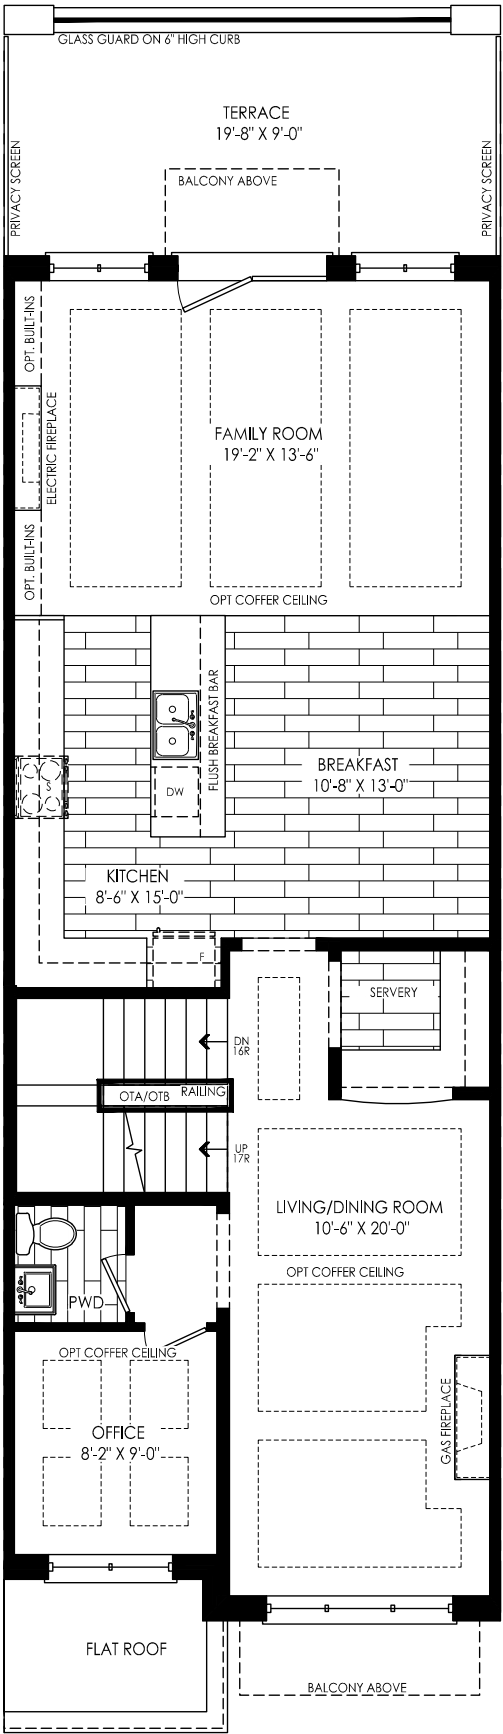 GLASS GUARD ON 6" HIGH CURB
TERRACE
19'-8" X 9'-0"
PRIVACY SCREEN
PRIVACY SCREEN
BALCONY ABOVE
OPT. BUILT-INS
ELECTRIC FIREPLACE
FAMILY ROOM
19'-2" X 13'-6"
OPT. BUILT-INS
OPT COFFER CEILING
FLUSH BREAKFAST BAR
BREAKFAST
10'-8" X 13'-0"
S
DW
KITCHEN
8'-6" X 15'-0"
F
SERVERY
DN
16R
OTA/OTB
RAILING
UP
17R
LIVING/DINING ROOM
10'-6" X 20'-0"
OPT COFFER CEILING
PWD
OPT COFFER CEILING
GAS FIREPLACE
OFFICE
8'-2" X 9'-0"
FLAT ROOF
BALCONY ABOVE